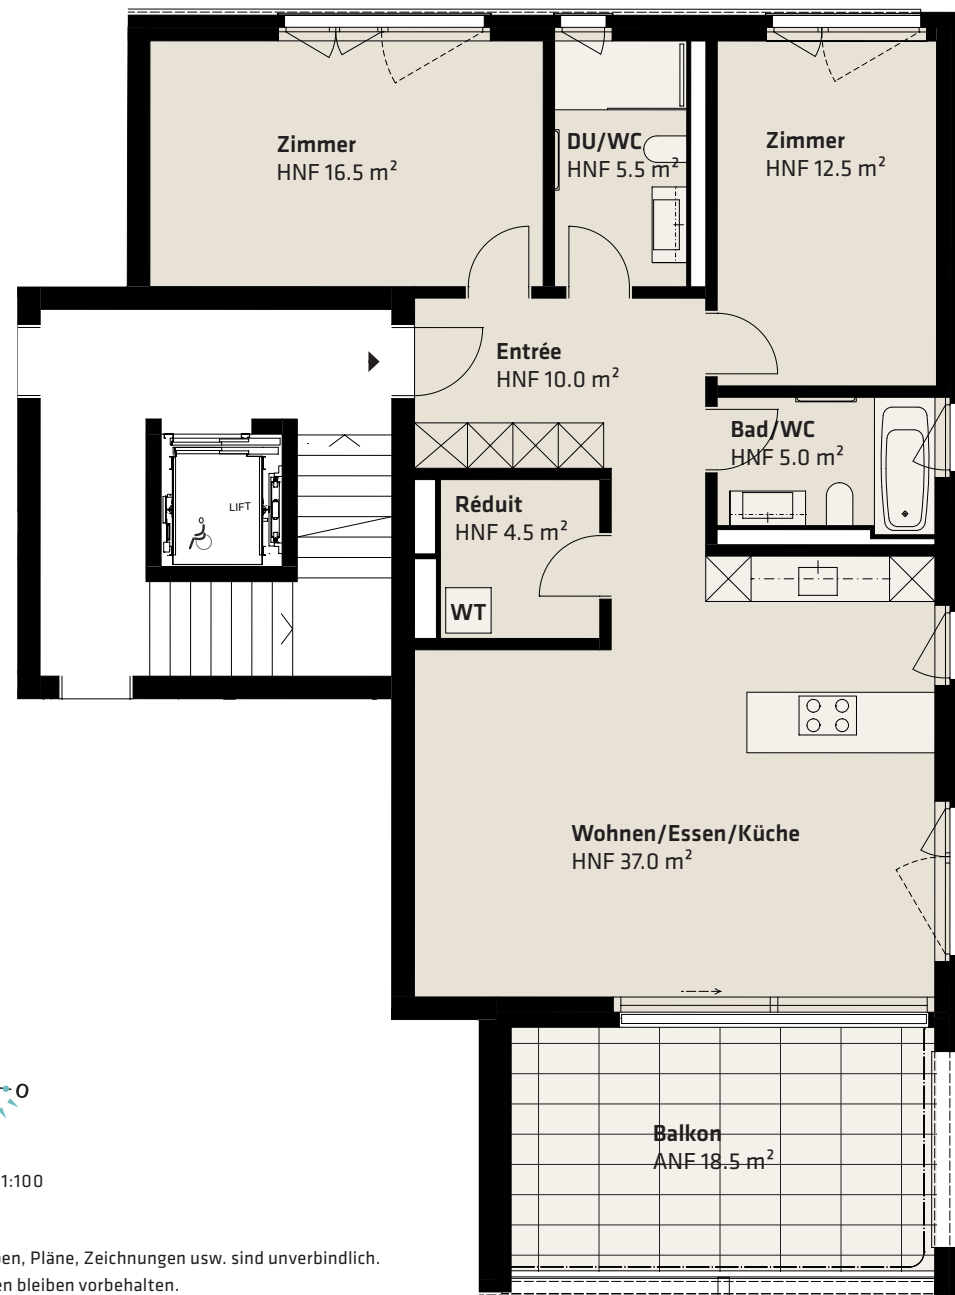 Zimmer
HNF 16.5 m²
DU/WC
HNF 5.5 m²
Zimmer
HNF 12.5 m²
Entrée
HNF 10.0 m²
Bad/WC
HNF 5.0 m²
Réduit
HNF 4.5 m²
LIFT
WT
Wohnen/Essen/Küche
HNF 37.0 m²
Balkon
ANF 18.5 m²
O
1:100
Pläne, Zeichnungen usw. sind unverbindlich.
bleiben vorbehalten.